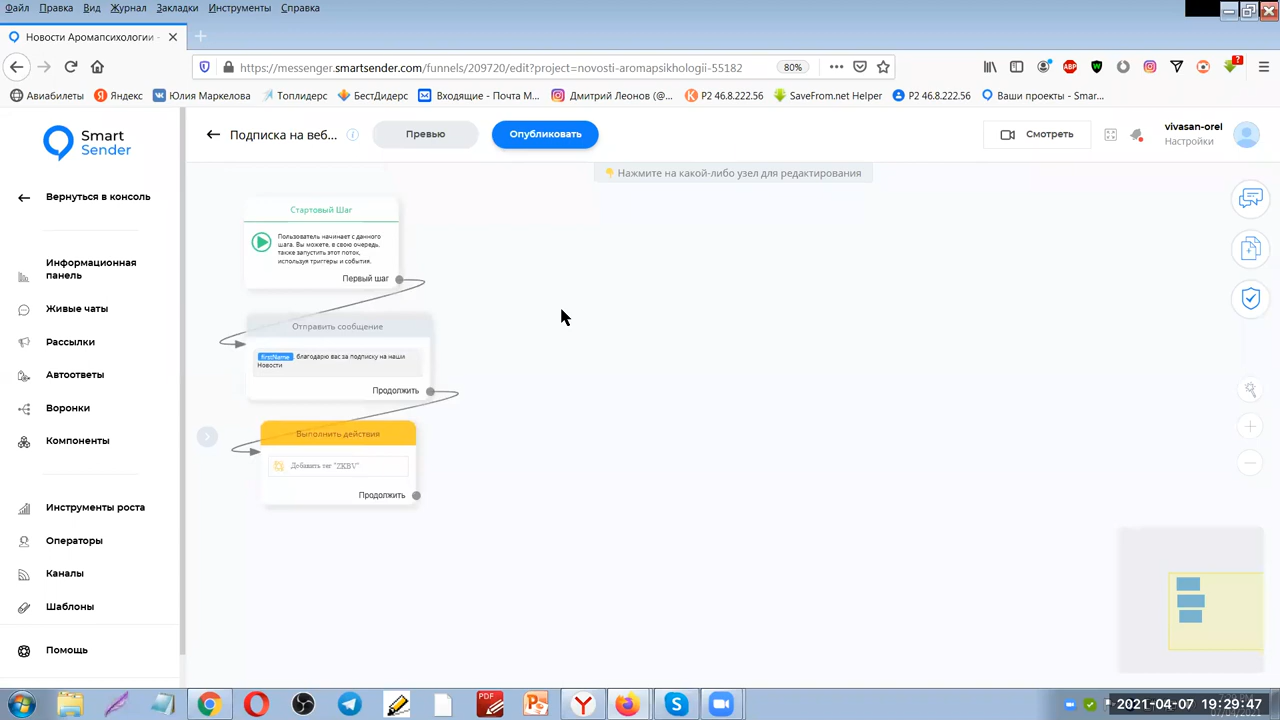 Файл Правка Вид Журнал Закладки Инструменты Справка
Новости Аромапсихологии -
https://messenger.smartsender.com/funnels/209720/edit?project=novosti-aromapsikhologii-55182
80%
Авиабилеты Яндекс Юлия Маркелова Топлидерс БестДидерс Входящие - Почта М... Дмитрий Леонов (@... P2 46.8.222.56 SaveFrom.net Helper P2 46.8.222.56 Ваши проекты - Smar...
Smart
Sender
Подписка на веб...
Превью
Опубликовать
Смотреть
vivasan-orel
Настройки
Нажмите на какой-либо узел для редактирования
Вернуться в консоль
Информационная
панель
Живые чаты
Рассылки
Автоответы
Воронки
Компоненты
Инструменты роста
Операторы
Каналы
Шаблоны
Помощь
Стартовый Шаг
Пользователь начинает с данного
шага. Вы можете, в свою очередь,
также запустить этот поток,
используя триггеры и события.
Первый шаг
Отправить сообщение
firstName благодарю вас за подписку на наши
Новости
Продолжить
Выполнить действия
Добавить тег "ZKBV"
Продолжить
2021-04-07 19:29:47